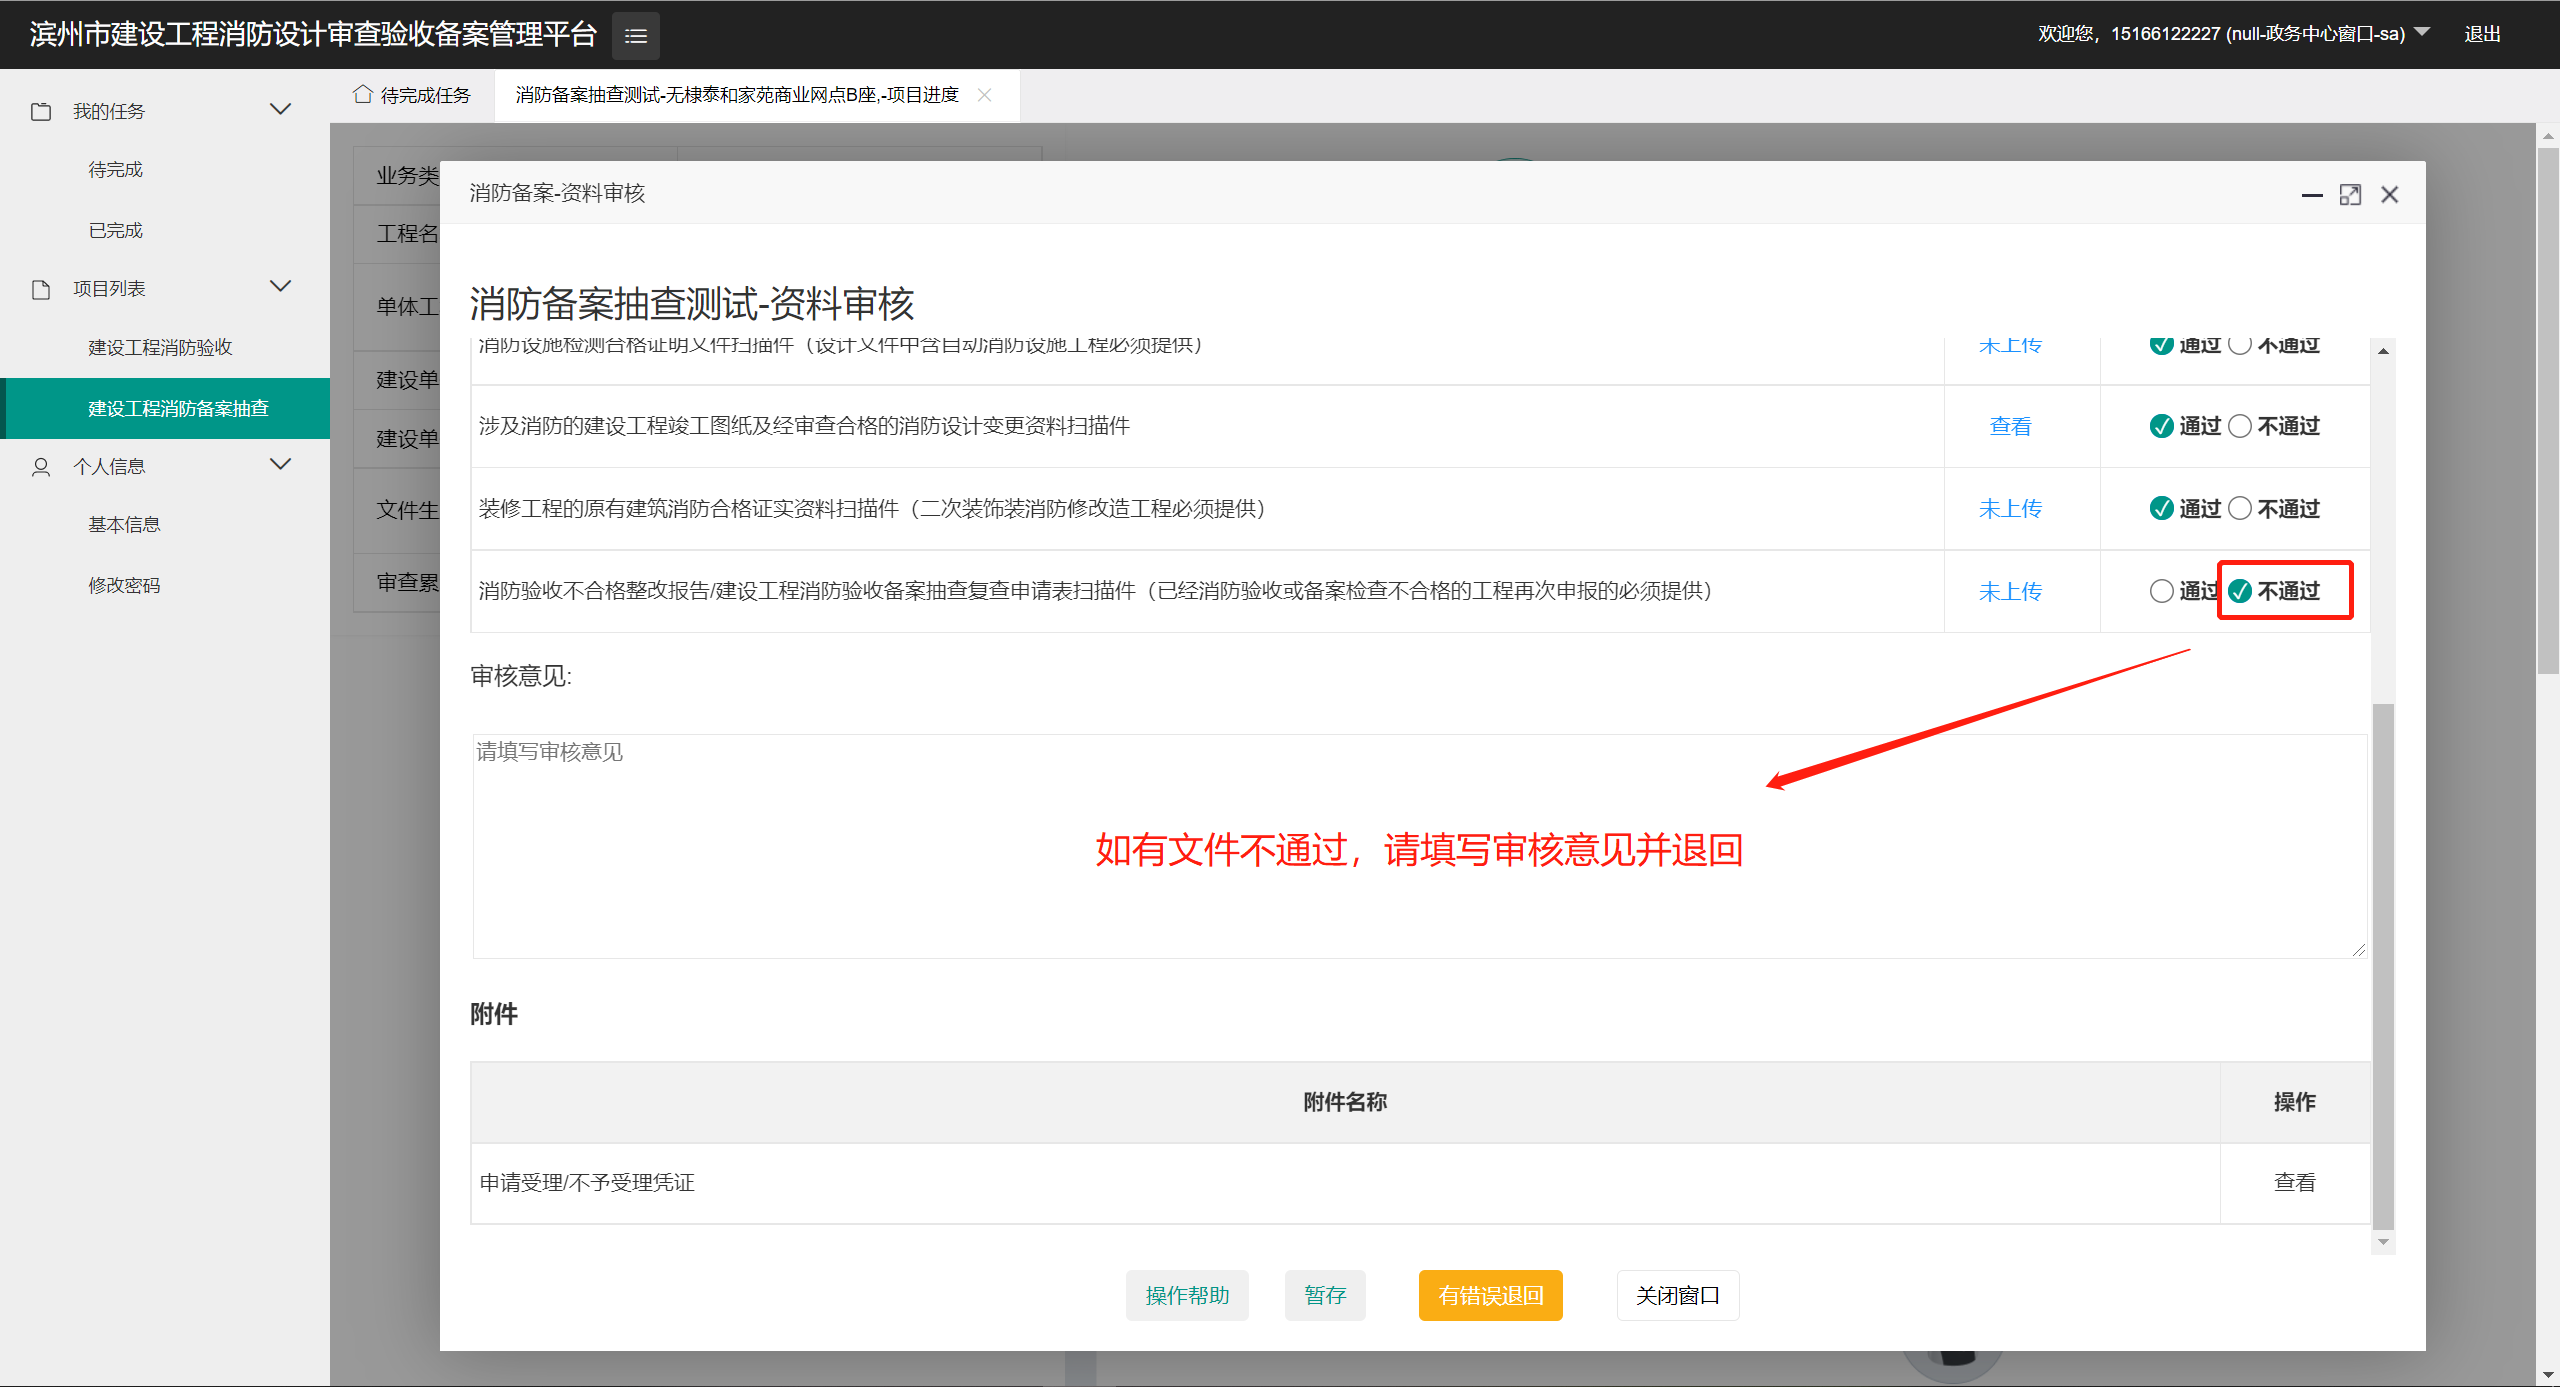 滨州市建设工程消防设计审查验收备案管理平台
欢迎您，15166122227 (null-政务中心窗口-sa)
退出
我的任务
待完成
已完成
项目列表
建设工程消防验收
建设工程消防备案抽查
个人信息
基本信息
修改密码
待完成任务
消防备案抽查测试-无棣泰和家苑商业网点B座,-项目进度
业务类
工程名
单体工
建设单
建设单
文件生
审查累
消防备案-资料审核
消防备案抽查测试-资料审核
消防设施检测合格证明文件扫描件（设计文件中含自动消防设施工程必须提供） 未上传 通过 不通过
涉及消防的建设工程竣工图纸及经审查合格的消防设计变更资料扫描件 查看 通过 不通过
装修工程的原有建筑消防合格证实资料扫描件（二次装饰装消防修改造工程必须提供） 未上传 通过 不通过
消防验收不合格整改报告/建设工程消防验收备案抽查复查申请表扫描件（已经消防验收或备案检查不合格的工程再次申报的必须提供） 未上传 通过 不通过
审核意见:
请填写审核意见
如有文件不通过，请填写审核意见并退回
附件
附件名称 操作
申请受理/不予受理凭证 查看
操作帮助 暂存 有错误退回 关闭窗口